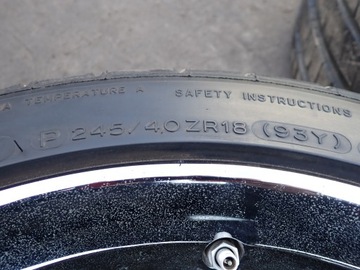 TEMPERATURE A SAFETY INSTRUCTIONS
P 245/40ZR18 (93Y)